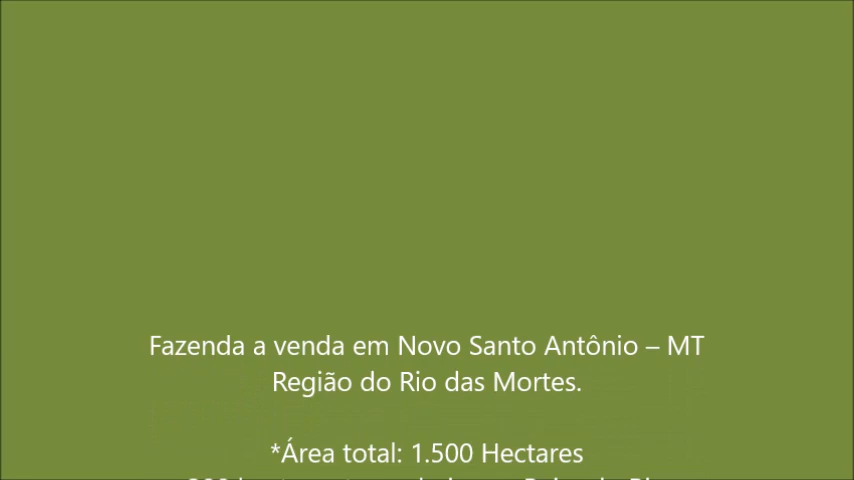 Fazenda a venda em Novo Santo Antônio – MT
Região do Rio das Mortes.
*Área total: 1.500 Hectares